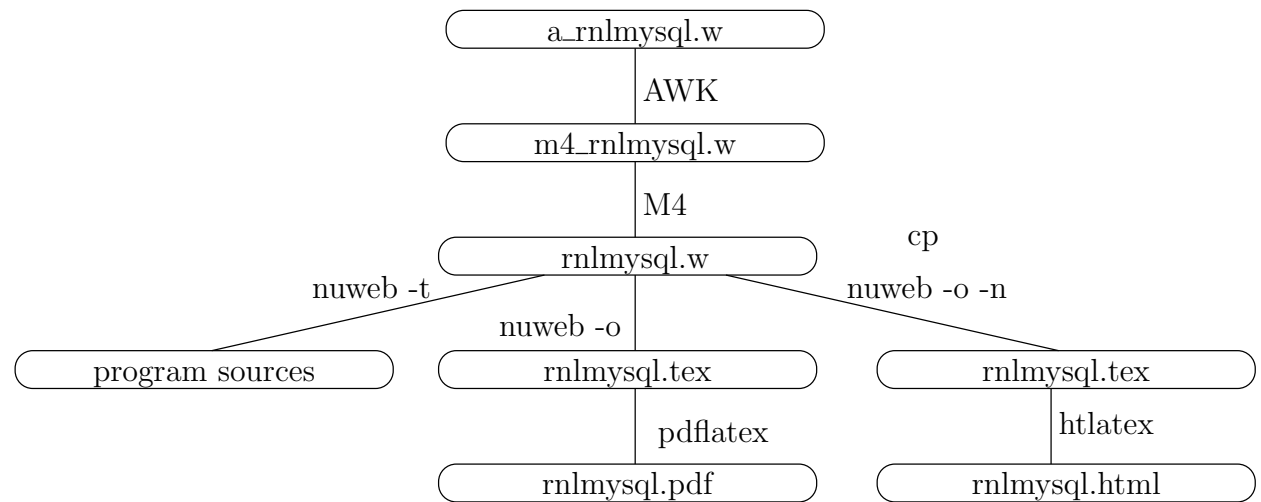 a_rnlmysql.w
AWK
m4_rnlmysql.w
M4
cp
rnlmysql.w
nuweb -t
nuweb -o -n
nuweb -o
program sources
rnlmysql.tex
rnlmysql.tex
pdflatex
htlatex
rnlmysql.pdf
rnlmysql.html